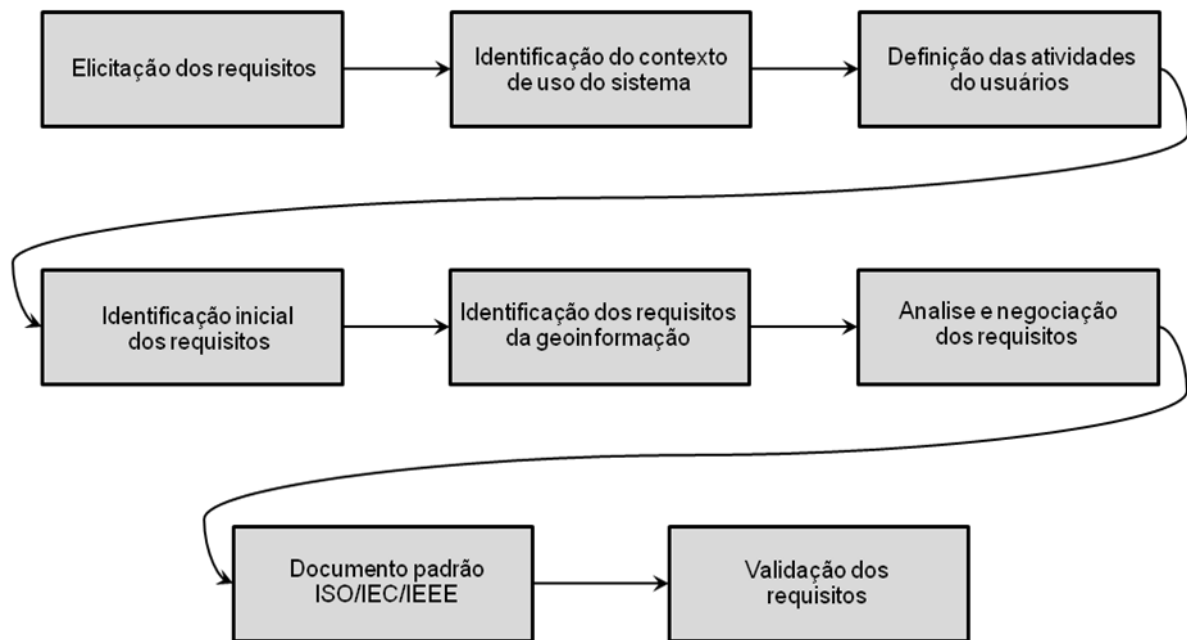 Elicitação dos requisitos
Identificação do contexto
de uso do sistema
Definição das atividades
do usuários
Identificação inicial
dos requisitos
Identificação dos requisitos
da geoinformação
Analise e negociação
dos requisitos
Documento padrão
ISO/IEC/IEEE
Validação dos
requisitos